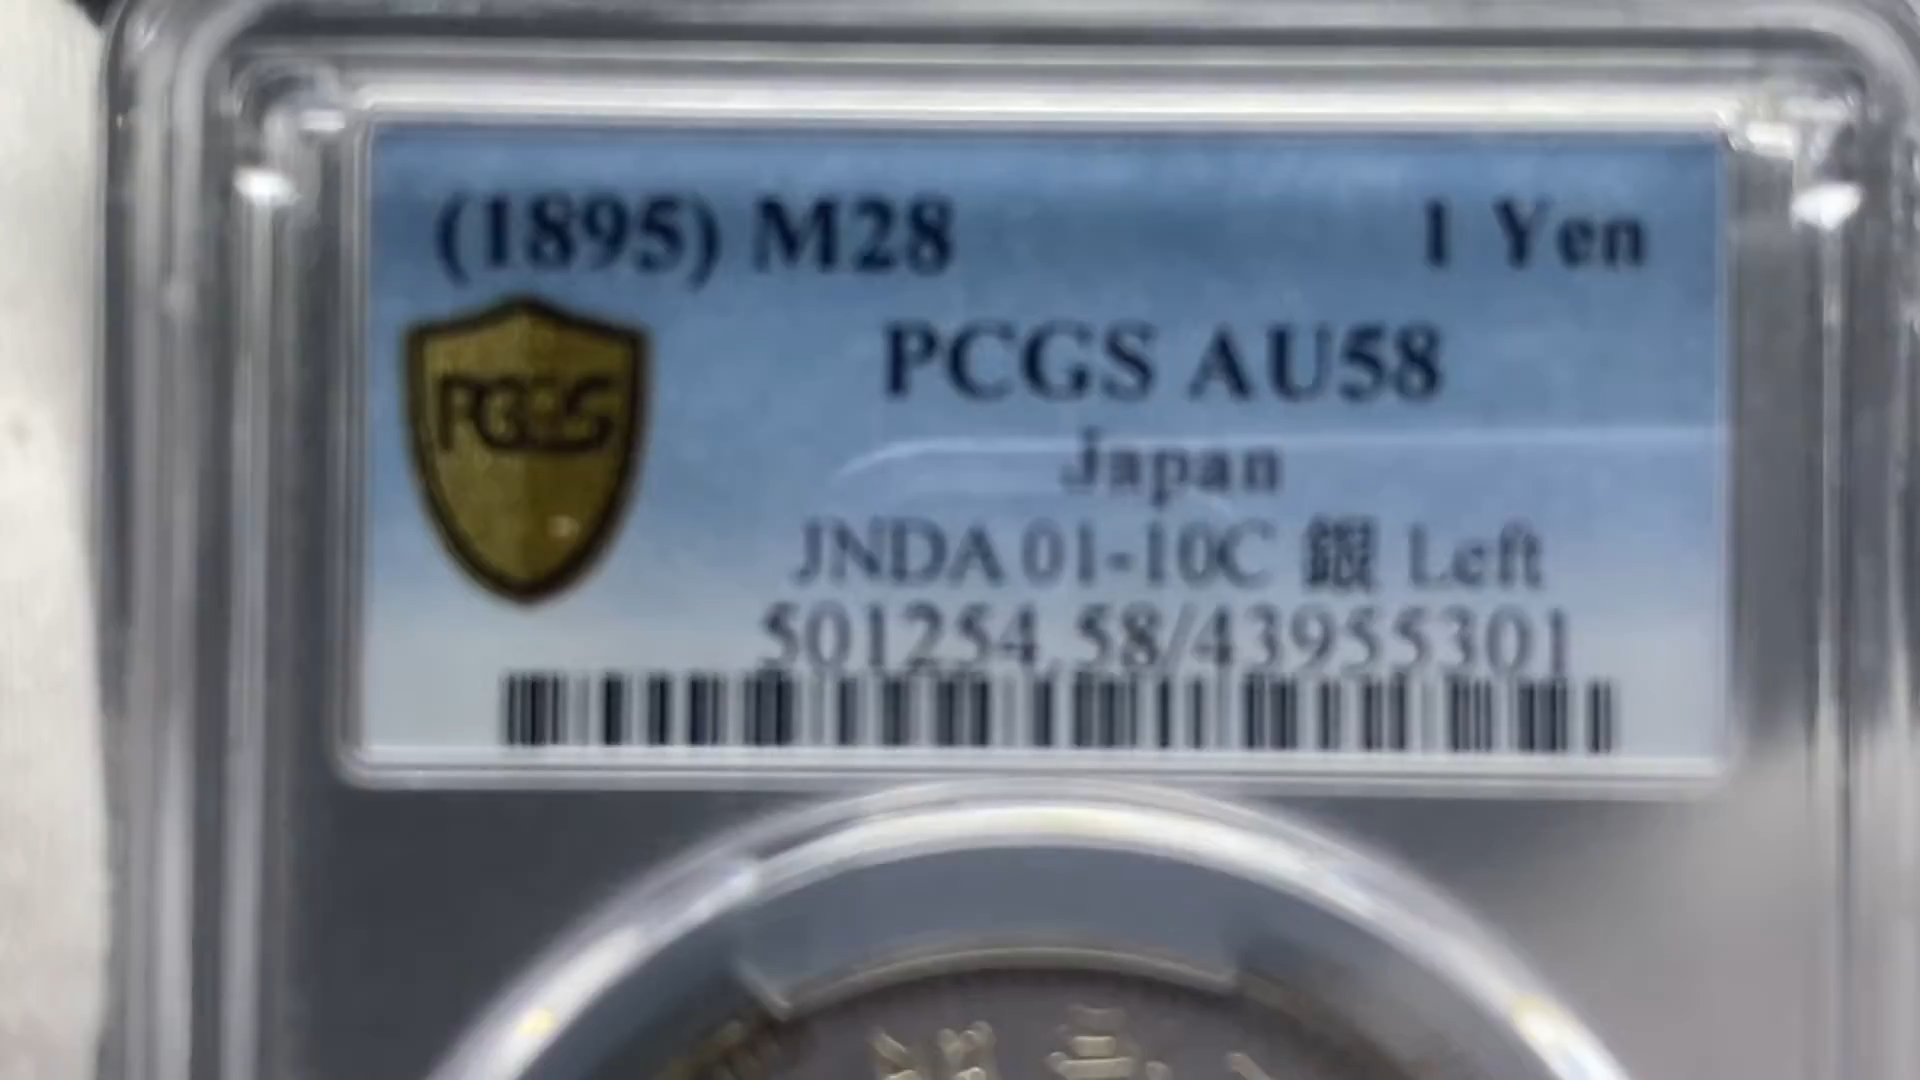 (1895) M28 1 Yen
PCGS AU58
PCGS
Japan
JNDA 01-10C 銀 Left
501254.58/43955301